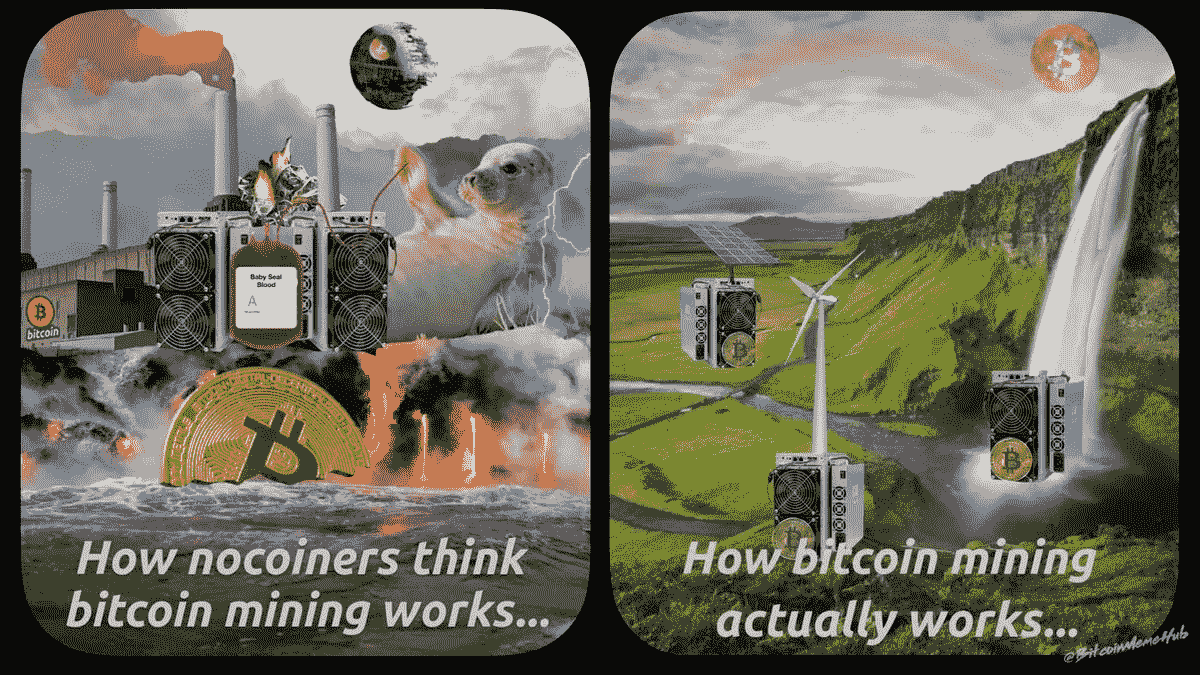 Baby Seal
Blood
A
bitcoin
How nocoiners think
bitcoin mining works...
How bitcoin mining
actually works...
@BitcoinMemeHub